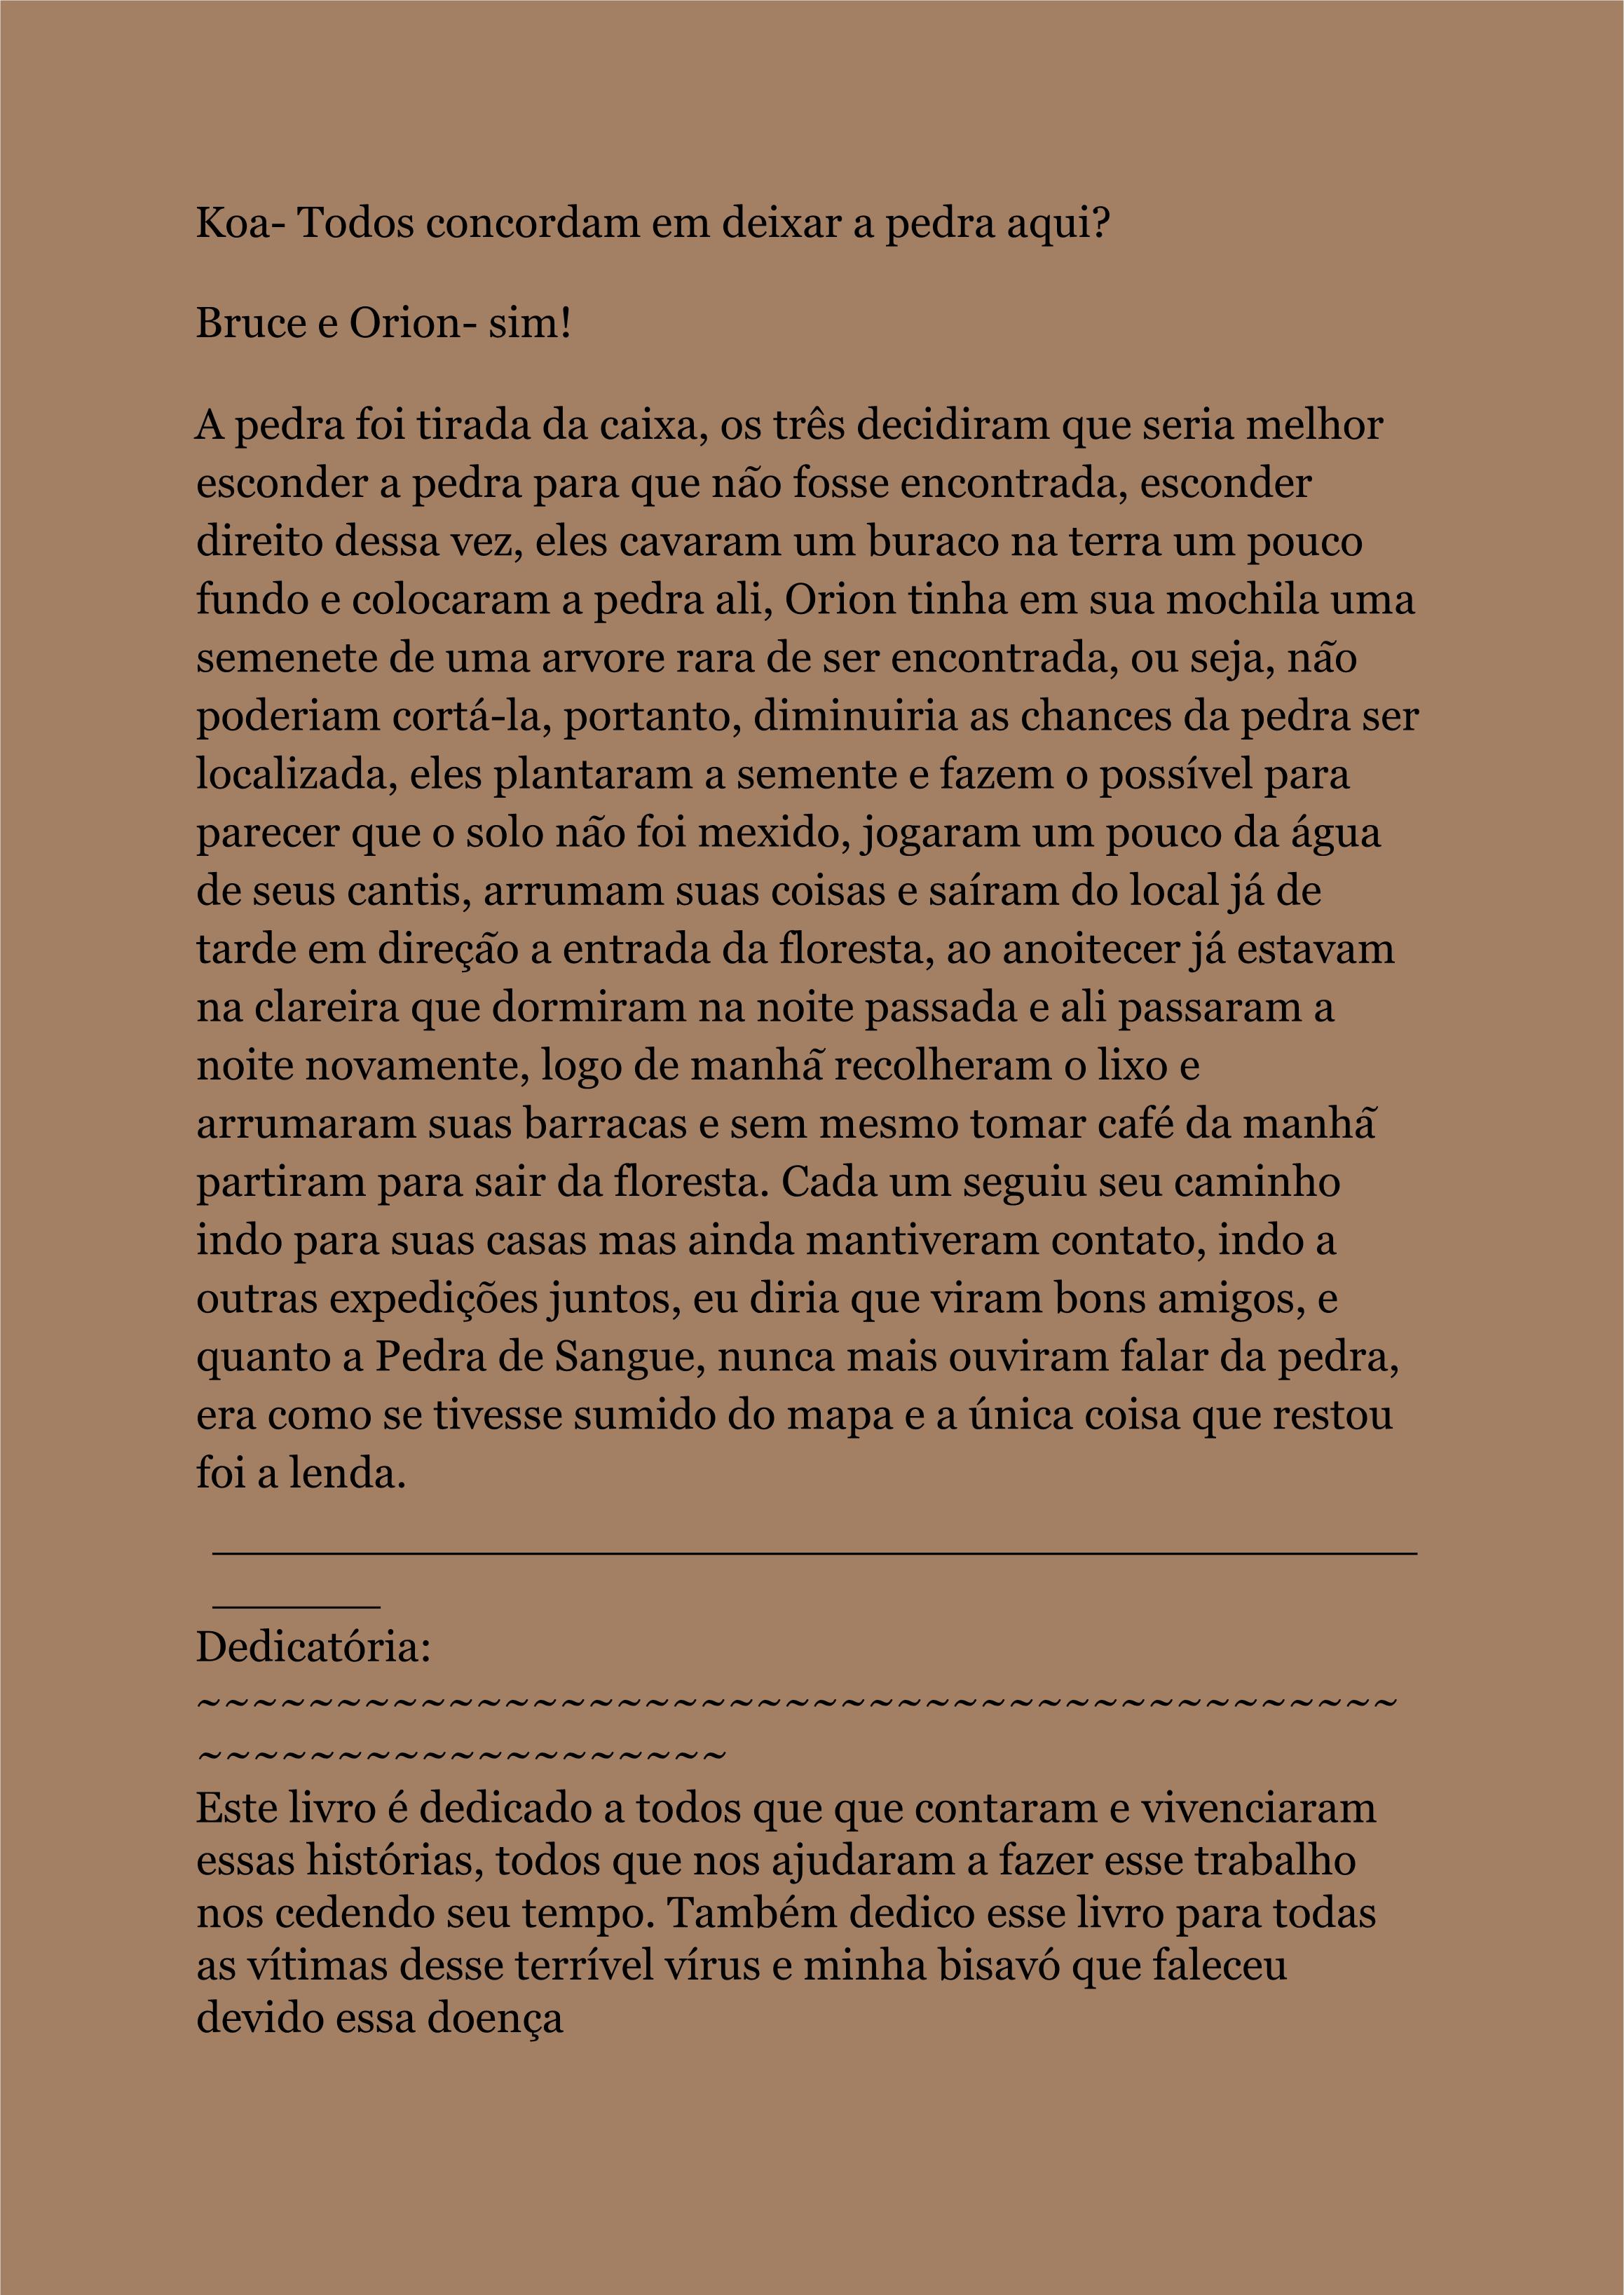 Koa- Todos concordam em deixar a pedra aqui?
Bruce e Orion- sim!
A pedra foi tirada da caixa, os três decidiram que seria melhor
esconder a pedra para que não fosse encontrada, esconder
direito dessa vez, eles cavaram um buraco na terra um pouco
fundo e colocaram a pedra ali, Orion tinha em sua mochila uma
semenete de uma arvore rara de ser encontrada, ou seja, não
poderiam cortá-la, portanto, diminuiria as chances da pedra ser
localizada, eles plantaram a semente e fazem o possível para
parecer que o solo não foi mexido, jogaram um pouco da água
de seus cantis, arrumam suas coisas e saíram do local já de
tarde em direção a entrada da floresta, ao anoitecer já estavam
na clareira que dormiram na noite passada e ali passaram a
noite novamente, logo de manhã recolheram o lixo e
arrumaram suas barracas e sem mesmo tomar café da manhã
partiram para sair da floresta. Cada um seguiu seu caminho
indo para suas casas mas ainda mantiveram contato, indo a
outras expedições juntos, eu diria que viram bons amigos, e
quanto a Pedra de Sangue, nunca mais ouviram falar da pedra,
era como se tivesse sumido do mapa e a única coisa que restou
foi a lenda.
Dedicatória:
~~~~~~~~~~~~~~~~~~~~~~~~~~~~~~~~~~~~~~~~~~~
~~~~~~~~~~~~~~~~~~~
Este livro é dedicado a todos que que contaram e vivenciaram
essas histórias, todos que nos ajudaram a fazer esse trabalho
nos cedendo seu tempo. Também dedico esse livro para todas
as vítimas desse terrível vírus e minha bisavó que faleceu
devido essa doença